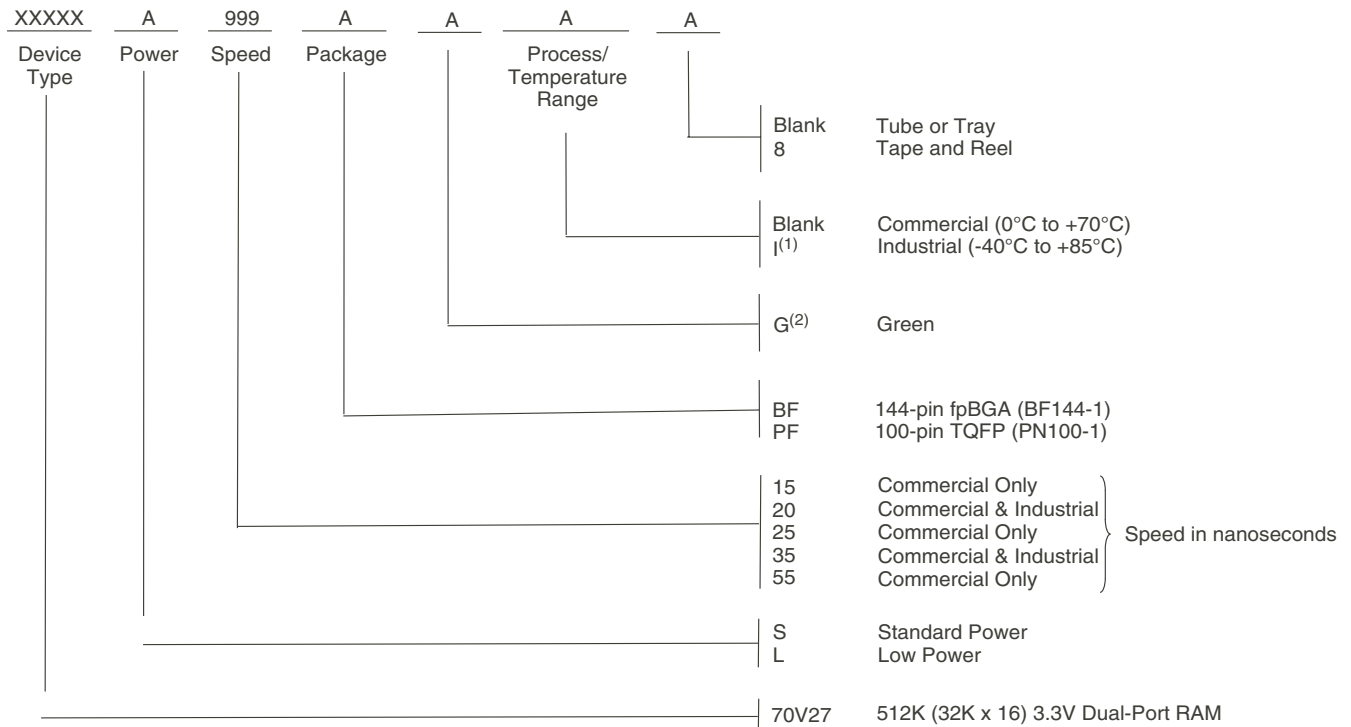 XXXXX A 999 A A A A
Device Type Power Speed Package Process/ Temperature Range
Blank Tube or Tray
8 Tape and Reel
Blank Commercial (0°C to +70°C)
I(1) Industrial (-40°C to +85°C)
G(2) Green
BF 144-pin fpBGA (BF144-1)
PF 100-pin TQFP (PN100-1)
15 Commercial Only
20 Commercial & Industrial
25 Commercial Only Speed in nanoseconds
35 Commercial & Industrial
55 Commercial Only
S Standard Power
L Low Power
70V27 512K (32K x 16) 3.3V Dual-Port RAM